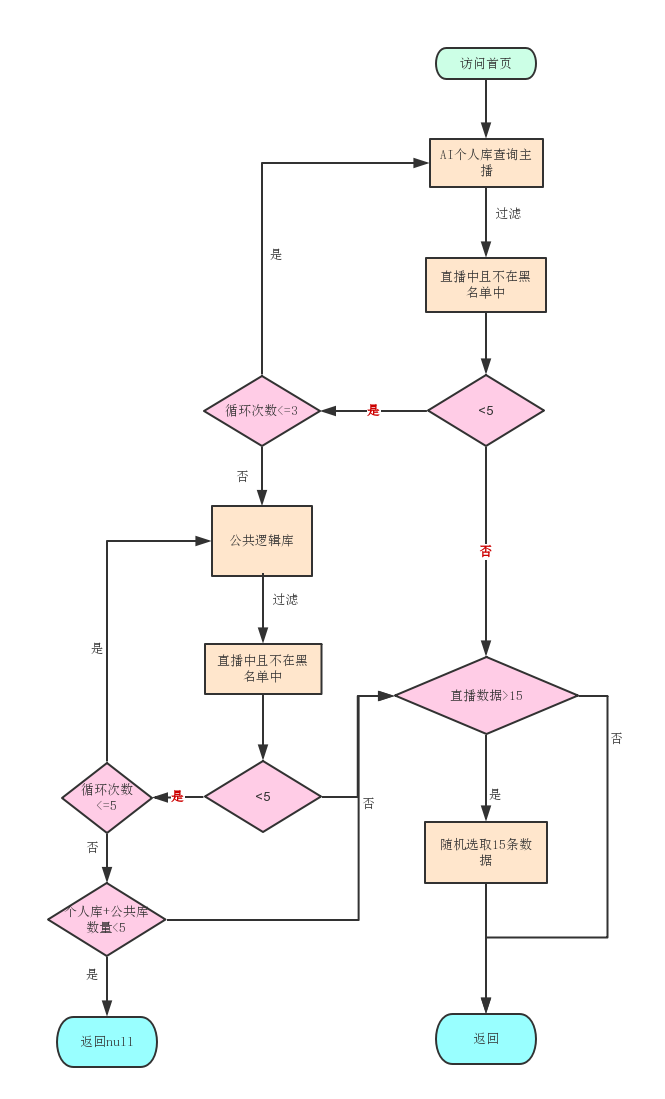 访问首页
AI个人库查询主
播
过滤
是
直播中且不在黑
名单中
循环次数<=3
是
<5
否
公共逻辑库
否
过滤
是
直播中且不在黑
名单中
直播数据>15
否
循环次数
<=5
是
<5
否
是
随机选取15条数
据
否
个人库+公共库
数量<5
是
返回null
返回